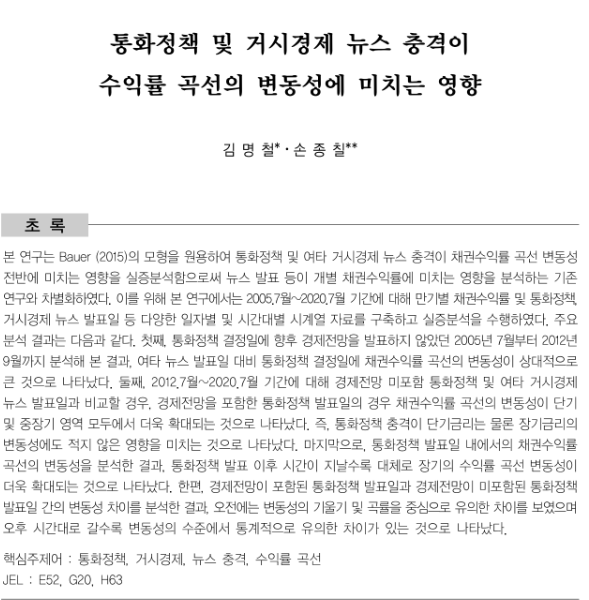 통화정책 및 거시경제 뉴스 충격이
수익률 곡선의 변동성에 미치는 영향
김 명 철*·손 종 칠**
초 록
본 연구는 Bauer (2015)의 모형을 원용하여 통화정책 및 여타 거시경제 뉴스 충격이 채권수익률 곡선 변동성
전반에 미치는 영향을 실증분석함으로써 뉴스 발표 등이 개별 채권수익률에 미치는 영향을 분석하는 기존
연구와 차별화하였다. 이를 위해 본 연구에서는 2005.7월~2020.7월 기간에 대해 만기별 채권수익률 및 통화정책,
거시경제 뉴스 발표일 등 다양한 일자별 및 시간대별 시계열 자료를 구축하고 실증분석을 수행하였다. 주요
분석 결과는 다음과 같다. 첫째, 통화정책 결정일에 향후 경제전망을 발표하지 않았던 2005년 7월부터 2012년
9월까지 분석해 본 결과, 여타 뉴스 발표일 대비 통화정책 결정일에 채권수익률 곡선의 변동성이 상대적으로
큰 것으로 나타났다. 둘째, 2012.7월~2020.7월 기간에 대해 경제전망 미포함 통화정책 및 여타 거시경제
뉴스 발표일과 비교할 경우, 경제전망을 포함한 통화정책 발표일의 경우 채권수익률 곡선의 변동성이 단기
및 중장기 영역 모두에서 더욱 확대되는 것으로 나타났다. 즉, 통화정책 충격이 단기금리는 물론 장기금리의
변동성에도 적지 않은 영향을 미치는 것으로 나타났다. 마지막으로, 통화정책 발표일 내에서의 채권수익률
곡선의 변동성을 분석한 결과, 통화정책 발표 이후 시간이 지날수록 대체로 장기의 수익률 곡선 변동성이
더욱 확대되는 것으로 나타났다. 한편, 경제전망이 포함된 통화정책 발표일과 경제전망이 미포함된 통화정책
발표일 간의 변동성 차이를 분석한 결과, 오전에는 변동성의 기울기 및 곡률을 중심으로 유의한 차이를 보였으며
오후 시간대로 갈수록 변동성의 수준에서 통계적으로 유의한 차이가 있는 것으로 나타났다.
핵심주제어 : 통화정책, 거시경제, 뉴스 충격, 수익률 곡선
JEL : E52, G20, H63